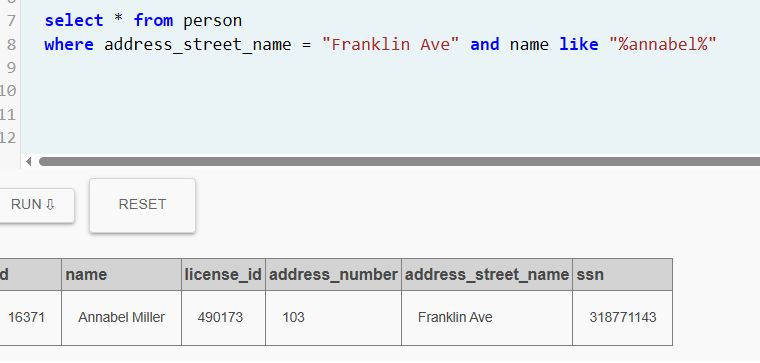 7 select * from person
8 where address_street_name = "Franklin Ave" and name like "%annabel%"
9
10
11
12
RUN ⇩ RESET
d name license_id address_number address_street_name ssn
16371 Annabel Miller 490173 103 Franklin Ave 318771143